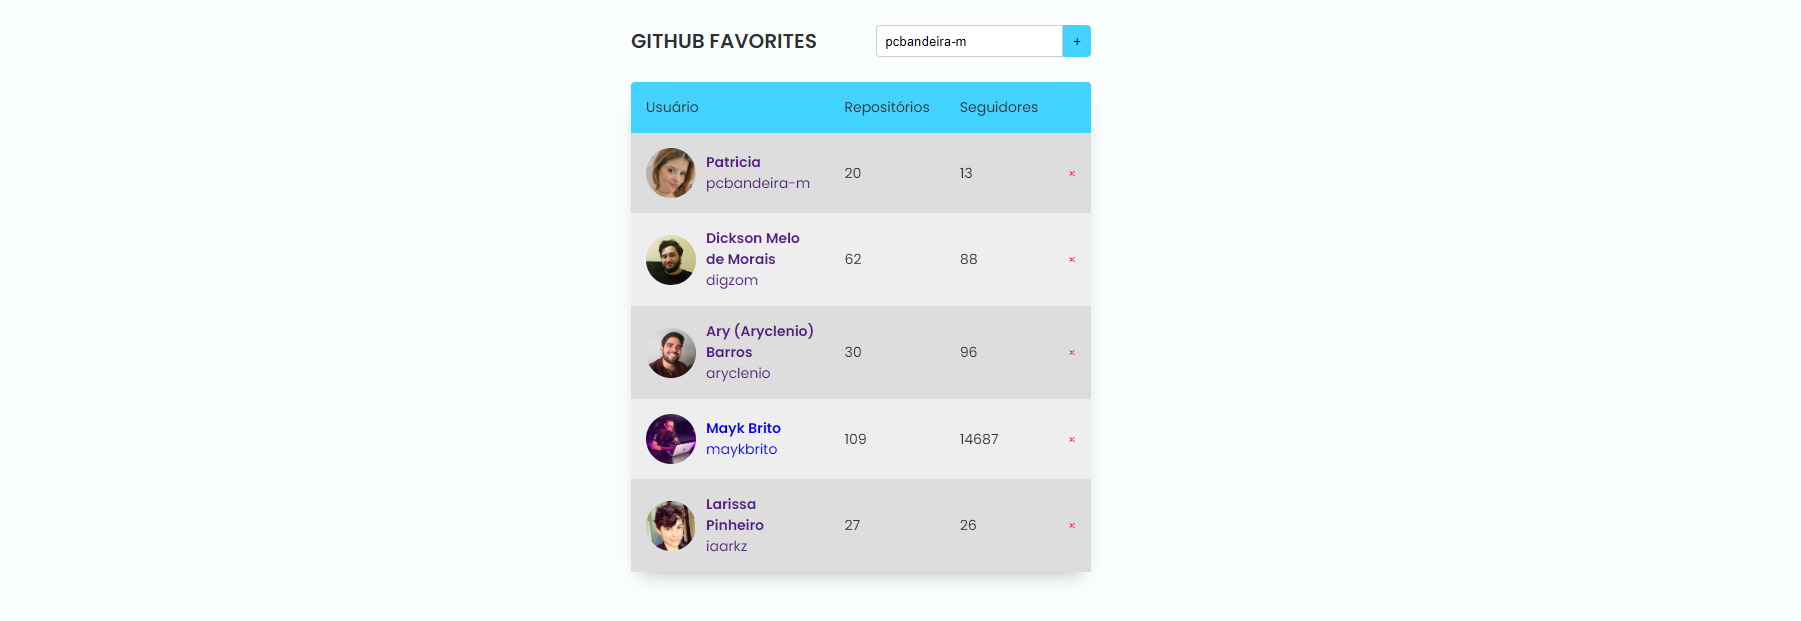 GITHUB FAVORITES
pcbandeira-m +
Usuário Repositórios Seguidores
Patricia
pcbandeira-m
20 13 ×
Dickson Melo
de Morais
digzom
62 88 ×
Ary (Aryclenio)
Barros
aryclenio
30 96 ×
Mayk Brito
maykbrito
109 14687 ×
Larissa
Pinheiro
iaarkz
27 26 ×